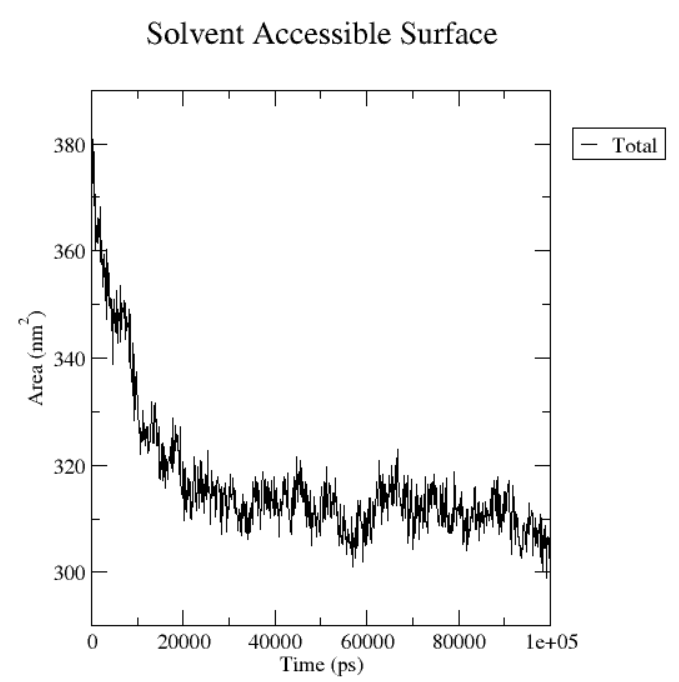 Solvent Accessible Surface
380
360
340
320
300
Area (nm²)
0 20000 40000 60000 80000 1e+05
Time (ps)
Total